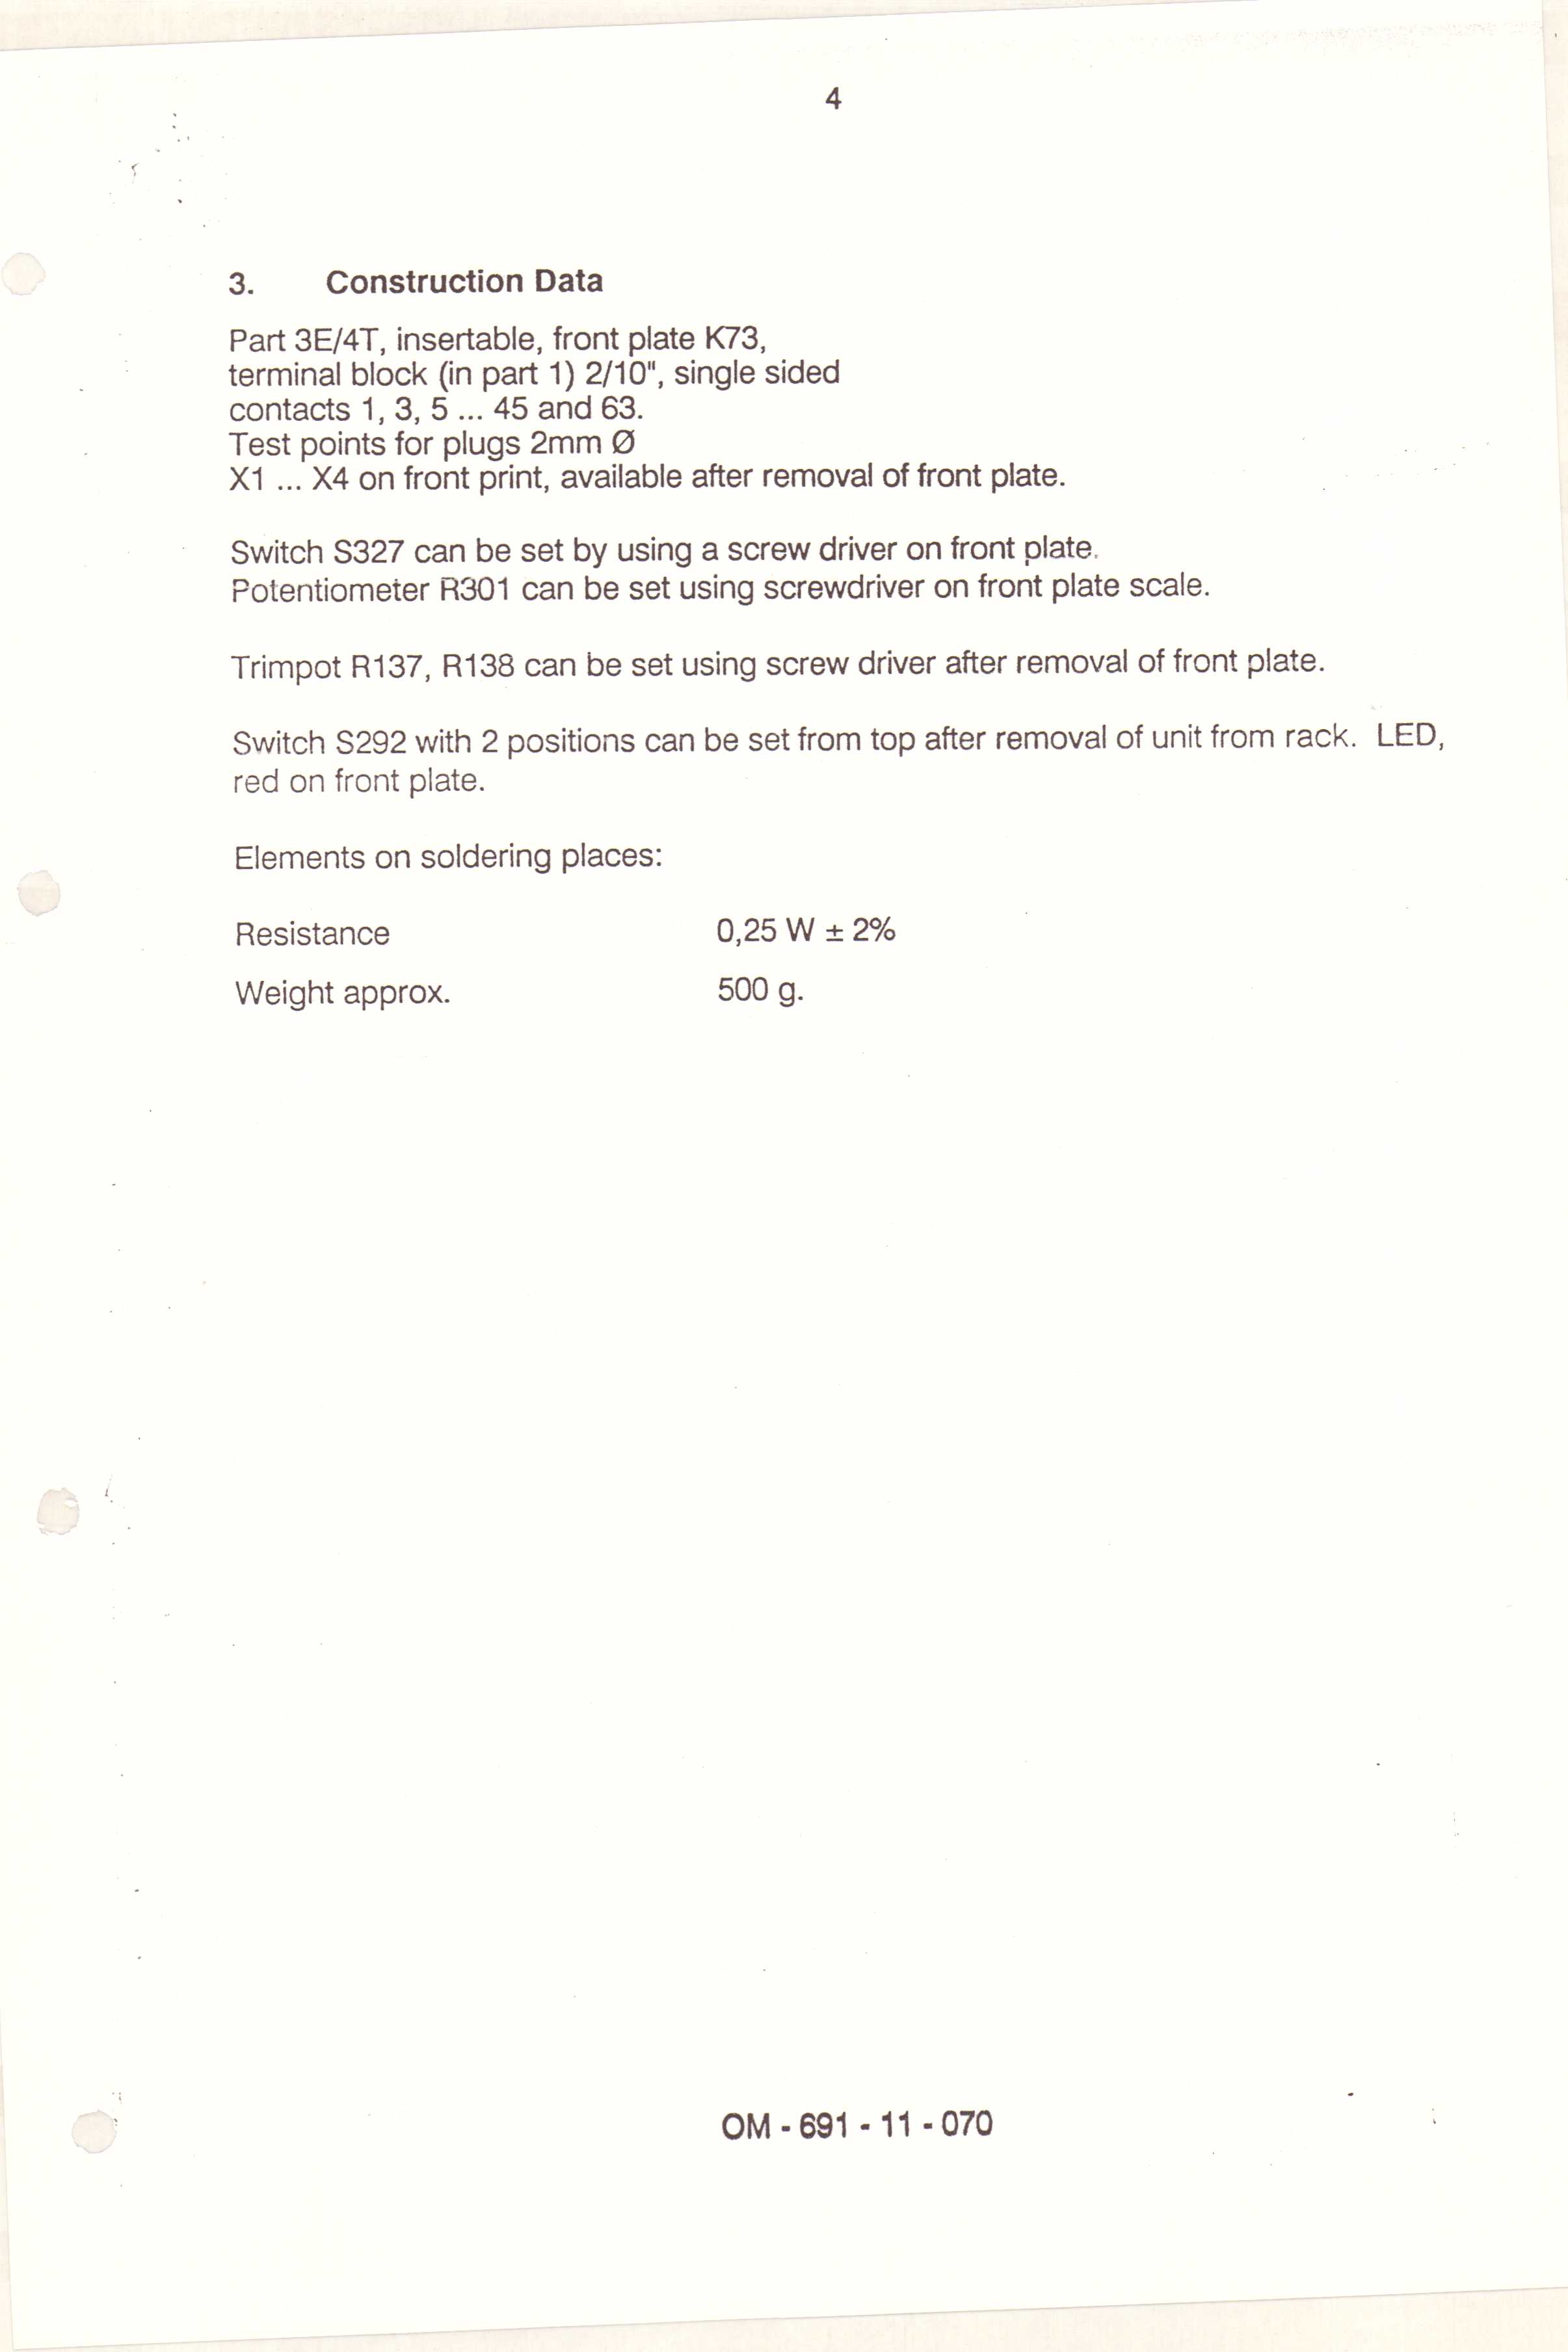 4
3. Construction Data
Part 3E/4T, insertable, front plate K73,
terminal block (in part 1) 2/10", single sided
contacts 1, 3, 5 ... 45 and 63.
Test points for plugs 2mm Ø
X1 ... X4 on front print, available after removal of front plate.
Switch S327 can be set by using a screw driver on front plate.
Potentiometer R301 can be set using screwdriver on front plate scale.
Trimpot R137, R138 can be set using screw driver after removal of front plate.
Switch S292 with 2 positions can be set from top after removal of unit from rack. LED,
red on front plate.
Elements on soldering places:
Resistance 0,25 W ± 2%
Weight approx. 500 g.
OM - 691 - 11 - 070